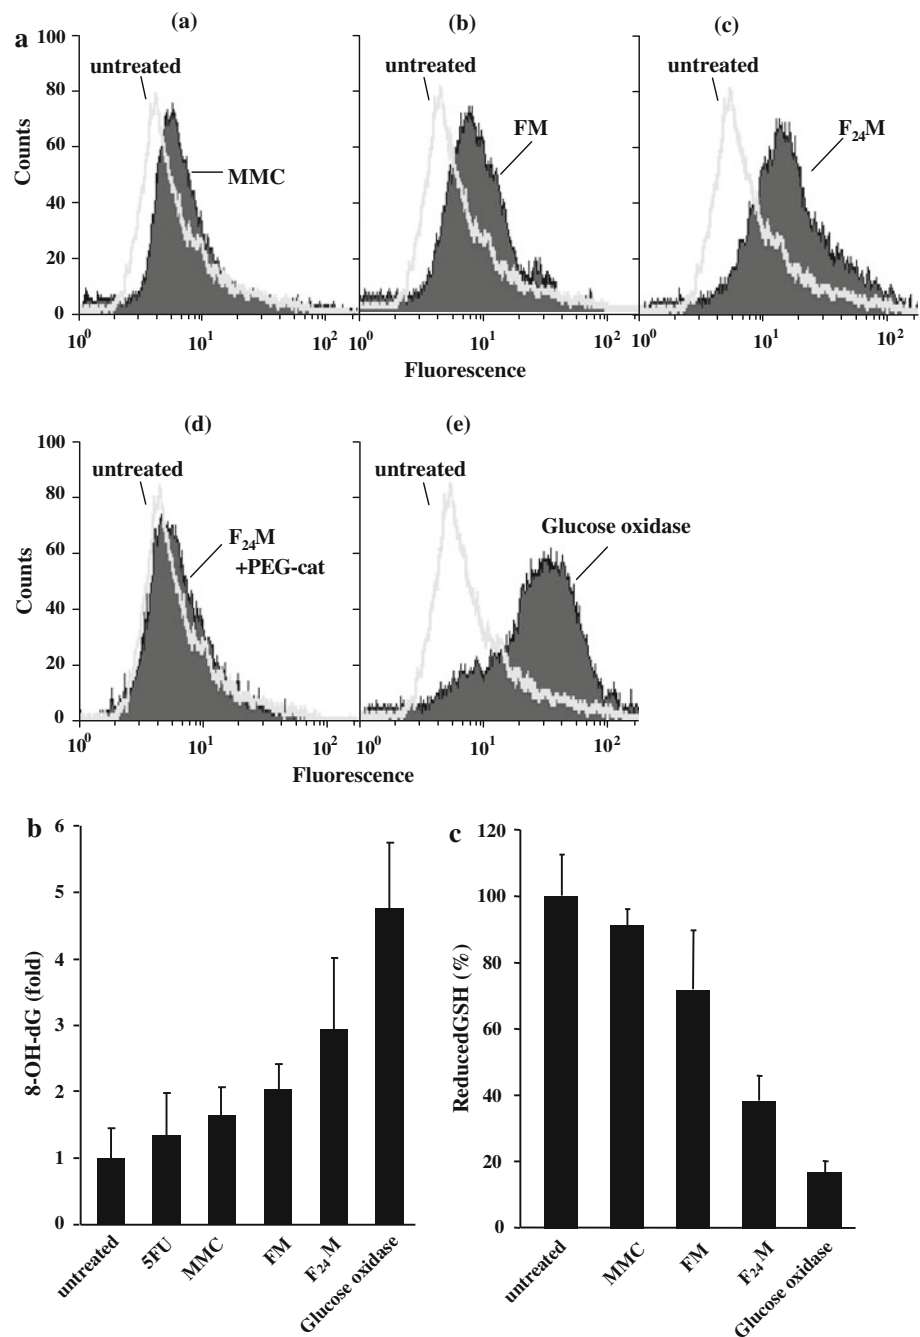 a
(a)
(b)
(c)
100
80
60
40
20
0
Counts
untreated
MMC
untreated
FM
untreated
F24M
10^0
10^1
10^2
10^0
10^1
10^2
10^0
10^1
10^2
Fluorescence
(d)
(e)
100
80
60
40
20
0
Counts
untreated
F24M
+PEG-cat
untreated
Glucose oxidase
10^0
10^1
10^2
10^0
10^1
10^2
Fluorescence
b
6
5
4
3
2
1
0
8-OH-dG (fold)
untreated
5FU
MMC
FM
F24M
Glucose oxidase
c
120
100
80
60
40
20
0
ReducedGSH (%)
untreated
MMC
FM
F24M
Glucose oxidase